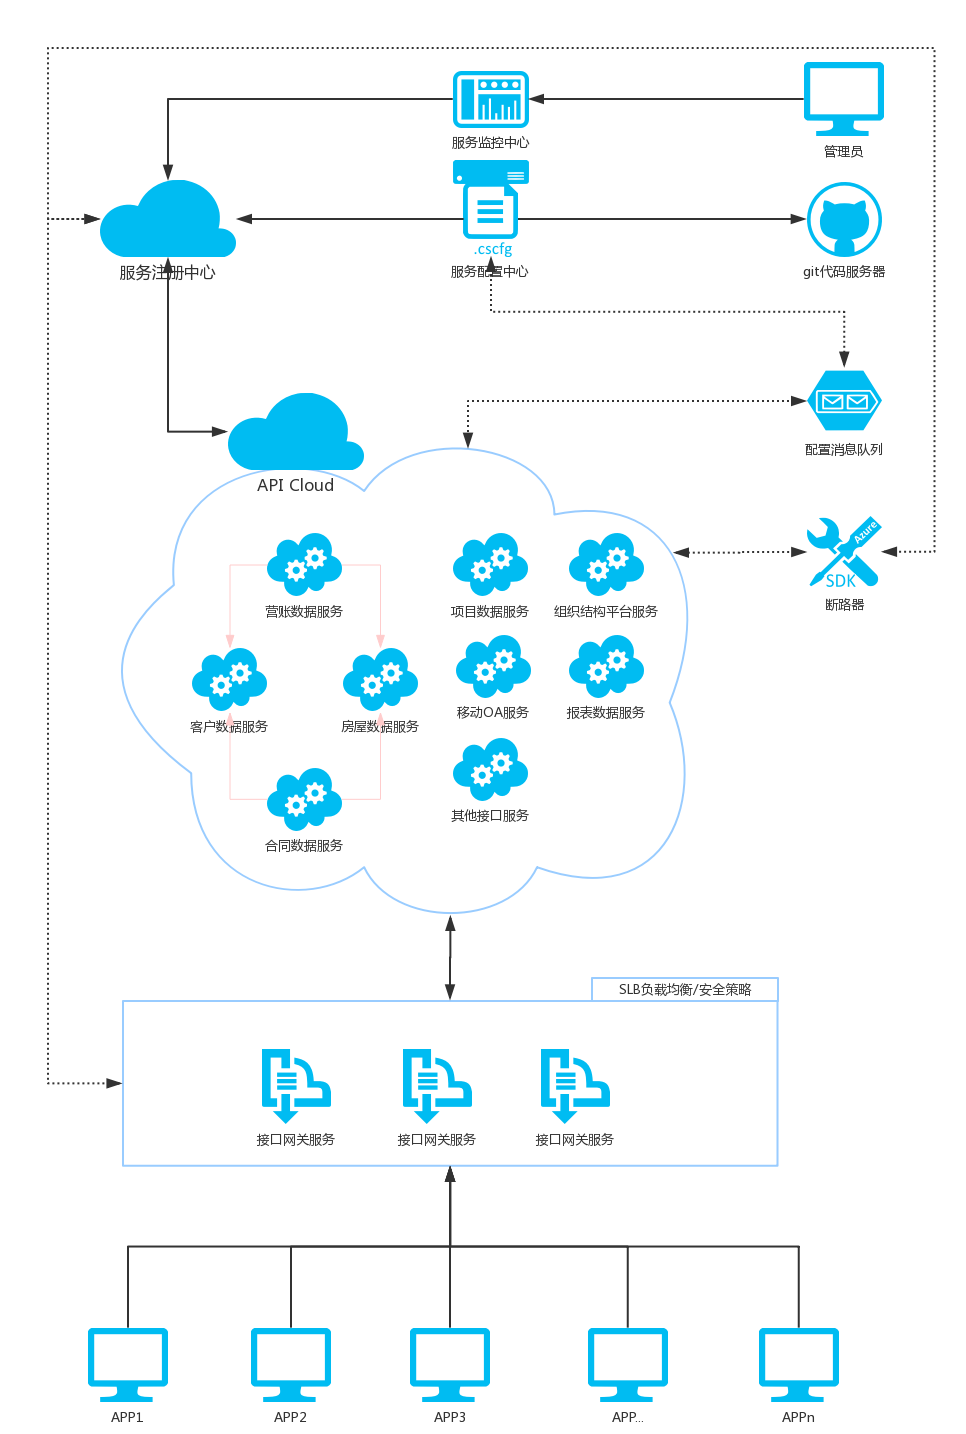 服务监控中心
管理员
.cscfg
服务注册中心
服务配置中心
git代码服务器
配置消息队列
API Cloud
Azure
SDK
断路器
营账数据服务
项目数据服务
组织结构平台服务
客户数据服务
房屋数据服务
移动OA服务
报表数据服务
其他接口服务
合同数据服务
SLB负载均衡/安全策略
接口网关服务
接口网关服务
接口网关服务
APP1
APP2
APP3
APP...
APPn